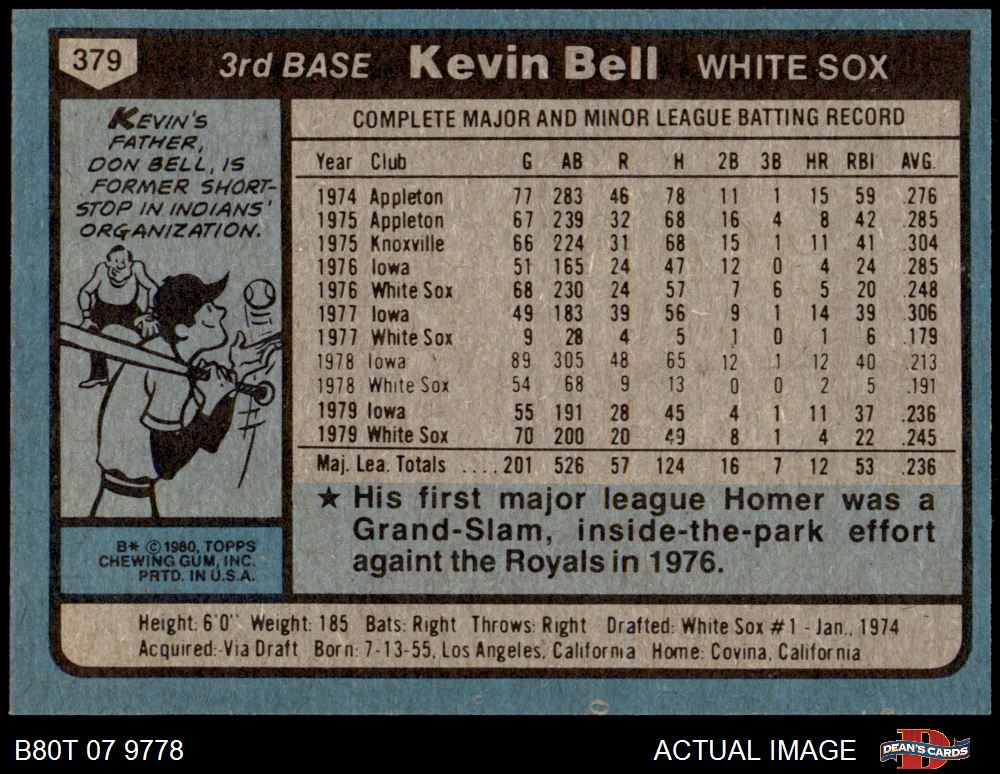 379
3rd BASE Kevin Bell WHITE SOX
KEVIN'S
FATHER,
DON BELL, IS
FORMER SHORT-
STOP IN INDIANS'
ORGANIZATION.
B* © 1980, TOPPS
CHEWING GUM, INC.
PRTD. IN U.S.A.
COMPLETE MAJOR AND MINOR LEAGUE BATTING RECORD
Year Club G AB R H 2B 3B HR RBI AVG.
1974 Appleton 77 283 46 78 11 1 15 59 .276
1975 Appleton 67 239 32 68 16 4 8 42 .285
1975 Knoxville 66 224 31 68 15 1 11 41 .304
1976 Iowa 51 165 24 47 12 0 4 24 .285
1976 White Sox 68 230 24 57 7 6 5 20 .248
1977 Iowa 49 183 39 56 9 1 14 39 .306
1977 White Sox 9 28 4 5 1 0 1 6 .179
1978 Iowa 89 305 48 65 12 1 12 40 .213
1978 White Sox 54 68 9 13 0 0 2 5 .191
1979 Iowa 55 191 28 45 4 1 11 37 .236
1979 White Sox 70 200 20 49 8 1 4 22 .245
Maj. Lea. Totals ....201 526 57 124 16 7 12 53 .236
★ His first major league Homer was a
Grand-Slam, inside-the-park effort
againt the Royals in 1976.
Height: 6'0" Weight: 185 Bats: Right Throws: Right Drafted: White Sox #1 - Jan., 1974
Acquired: Via Draft Born: 7-13-55, Los Angeles, California Home: Covina, California
B80T 07 9778 ACTUAL IMAGE DEAN'S CARDS